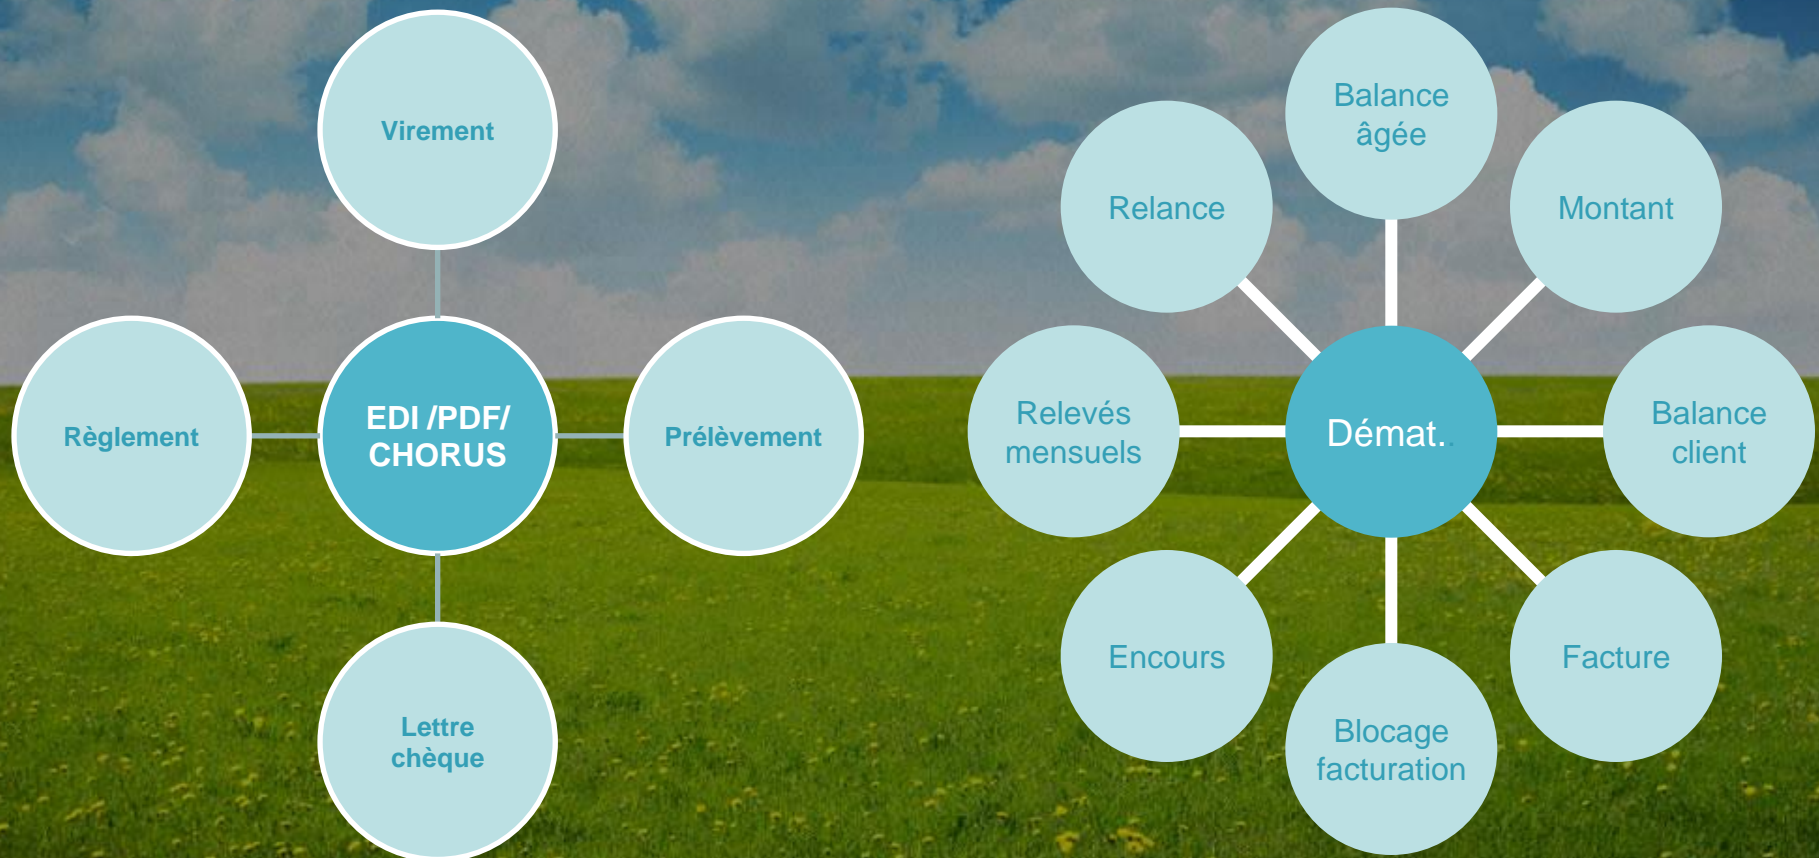 Virement
Règlement
EDI /PDF/
CHORUS
Prélèvement
Lettre
chèque
Balance
âgée
Relance
Montant
Relevés
mensuels
Démat..
Balance
client
Encours
Facture
Blocage
facturation